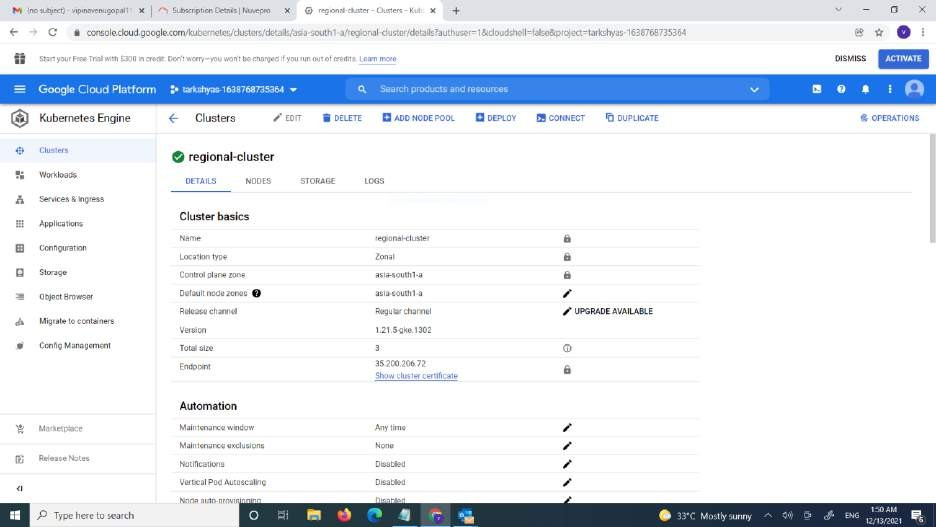 (no subject) - vipinavenugopal11
Subscription Details | Nuvepro
regional-cluster – Clusters – Kub
console.cloud.google.com/kubernetes/clusters/details/asia-south1-a/regional-cluster/details?authuser=1&cloudshell=false&project=tarkshyas-1638768735364
Start your Free Trial with $300 in credit. Don't worry—you won't be charged if you run out of credits. Learn more
DISMISS
ACTIVATE
Google Cloud Platform
tarkshyas-1638768735364
Search products and resources
Kubernetes Engine
Clusters
EDIT
DELETE
ADD NODE POOL
DEPLOY
CONNECT
DUPLICATE
OPERATIONS
Clusters
Workloads
Services & Ingress
Applications
Configuration
Storage
Object Browser
Migrate to containers
Config Management
Marketplace
Release Notes
regional-cluster
DETAILS
NODES
STORAGE
LOGS
Cluster basics
Name regional-cluster
Location type Zonal
Control plane zone asia-south1-a
Default node zones asia-south1-a
Release channel Regular channel UPGRADE AVAILABLE
Version 1.21.5-gke.1302
Total size 3
Endpoint 35.200.206.72
Show cluster certificate
Automation
Maintenance window Any time
Maintenance exclusions None
Notifications Disabled
Vertical Pod Autoscaling Disabled
Node auto-provisioning Disabled
Type here to search
33°C Mostly sunny
ENG
1:50 AM
12/13/2021
6